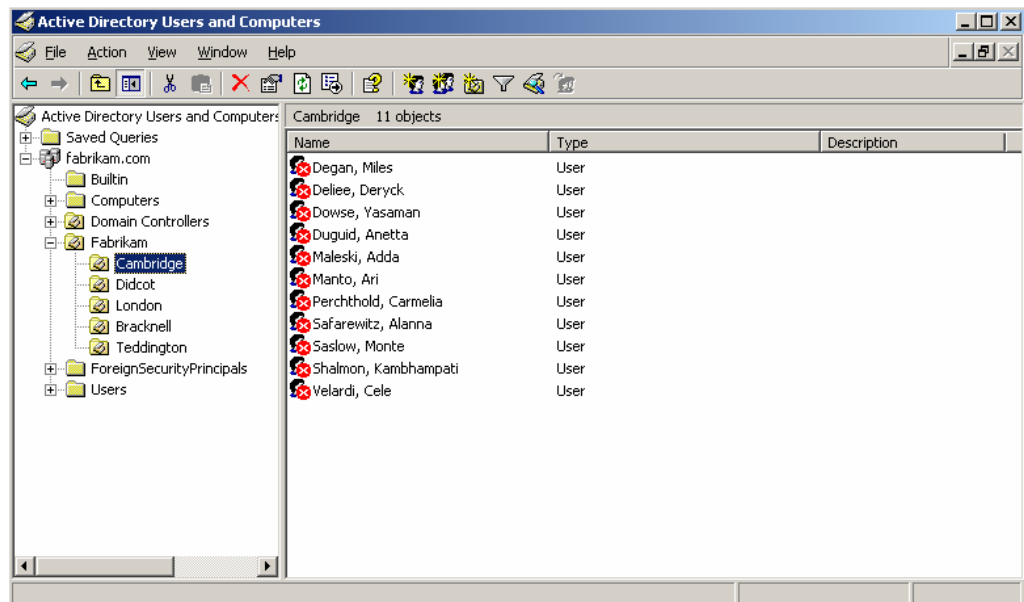 Active Directory Users and Computers
File Action View Window Help
Active Directory Users and Computers
Saved Queries
fabrikam.com
Builtin
Computers
Domain Controllers
Fabrikam
Cambridge
Didcot
London
Bracknell
Teddington
ForeignSecurityPrincipals
Users
Cambridge 11 objects
Name Type Description
Degan, Miles User
Deliee, Deryck User
Dowse, Yasaman User
Duguid, Anetta User
Maleski, Adda User
Manto, Ari User
Perchthold, Carmelia User
Safarewitz, Alanna User
Saslow, Monte User
Shalmon, Kambhampati User
Velardi, Cele User